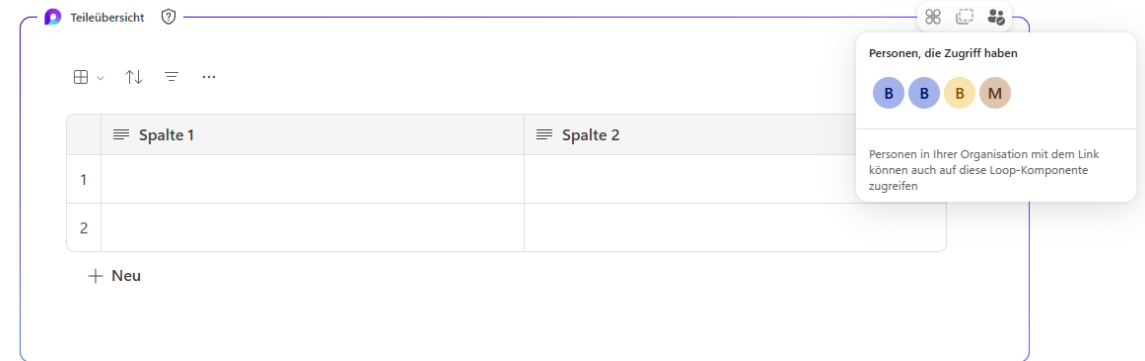 Teileübersicht
Personen, die Zugriff haben
B B B M
Spalte 1 Spalte 2
Personen in Ihrer Organisation mit dem Link
können auch auf diese Loop-Komponente
zugreifen
1
2
Neu